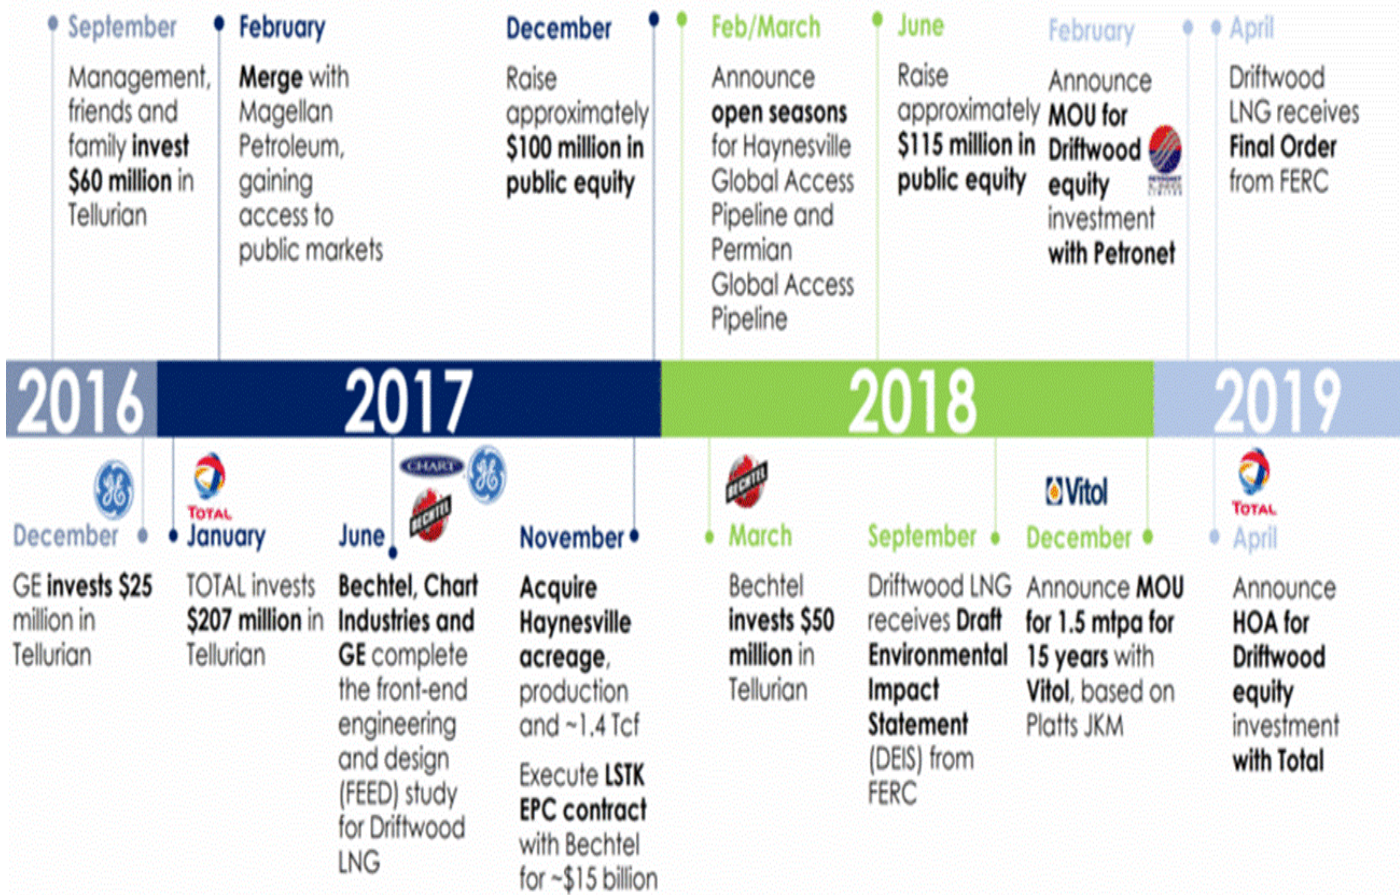 September
Management,
friends and
family invest
$60 million in
Tellurian
February
Merge with
Magellan
Petroleum,
gaining
access to
public markets
December
Raise
approximately
$100 million in
public equity
Feb/March
Announce
open seasons
for Haynesville
Global Access
Pipeline and
Permian
Global Access
Pipeline
June
Raise
approximately
$115 million in
public equity
February
Announce
MOU for
Driftwood
equity
investment
with Petronet
PETRONET
April
Driftwood
LNG receives
Final Order
from FERC
2016
2017
2018
2019
GE
December
GE invests $25
million in
Tellurian
TOTAL
January
TOTAL invests
$207 million in
Tellurian
CHART
GE
BECHTEL
June
Bechtel, Chart
Industries and
GE complete
the front-end
engineering
and design
(FEED) study
for Driftwood
LNG
November
Acquire
Haynesville
acreage,
production
and ~1.4 Tcf
Execute LSTK
EPC contract
with Bechtel
for ~$15 billion
BECHTEL
March
Bechtel
invests $50
million in
Tellurian
September
Driftwood LNG
receives Draft
Environmental
Impact
Statement
(DEIS) from
FERC
Vitol
December
Announce MOU
for 1.5 mtpa for
15 years with
Vitol, based on
Platts JKM
TOTAL
April
Announce
HOA for
Driftwood
equity
investment
with Total